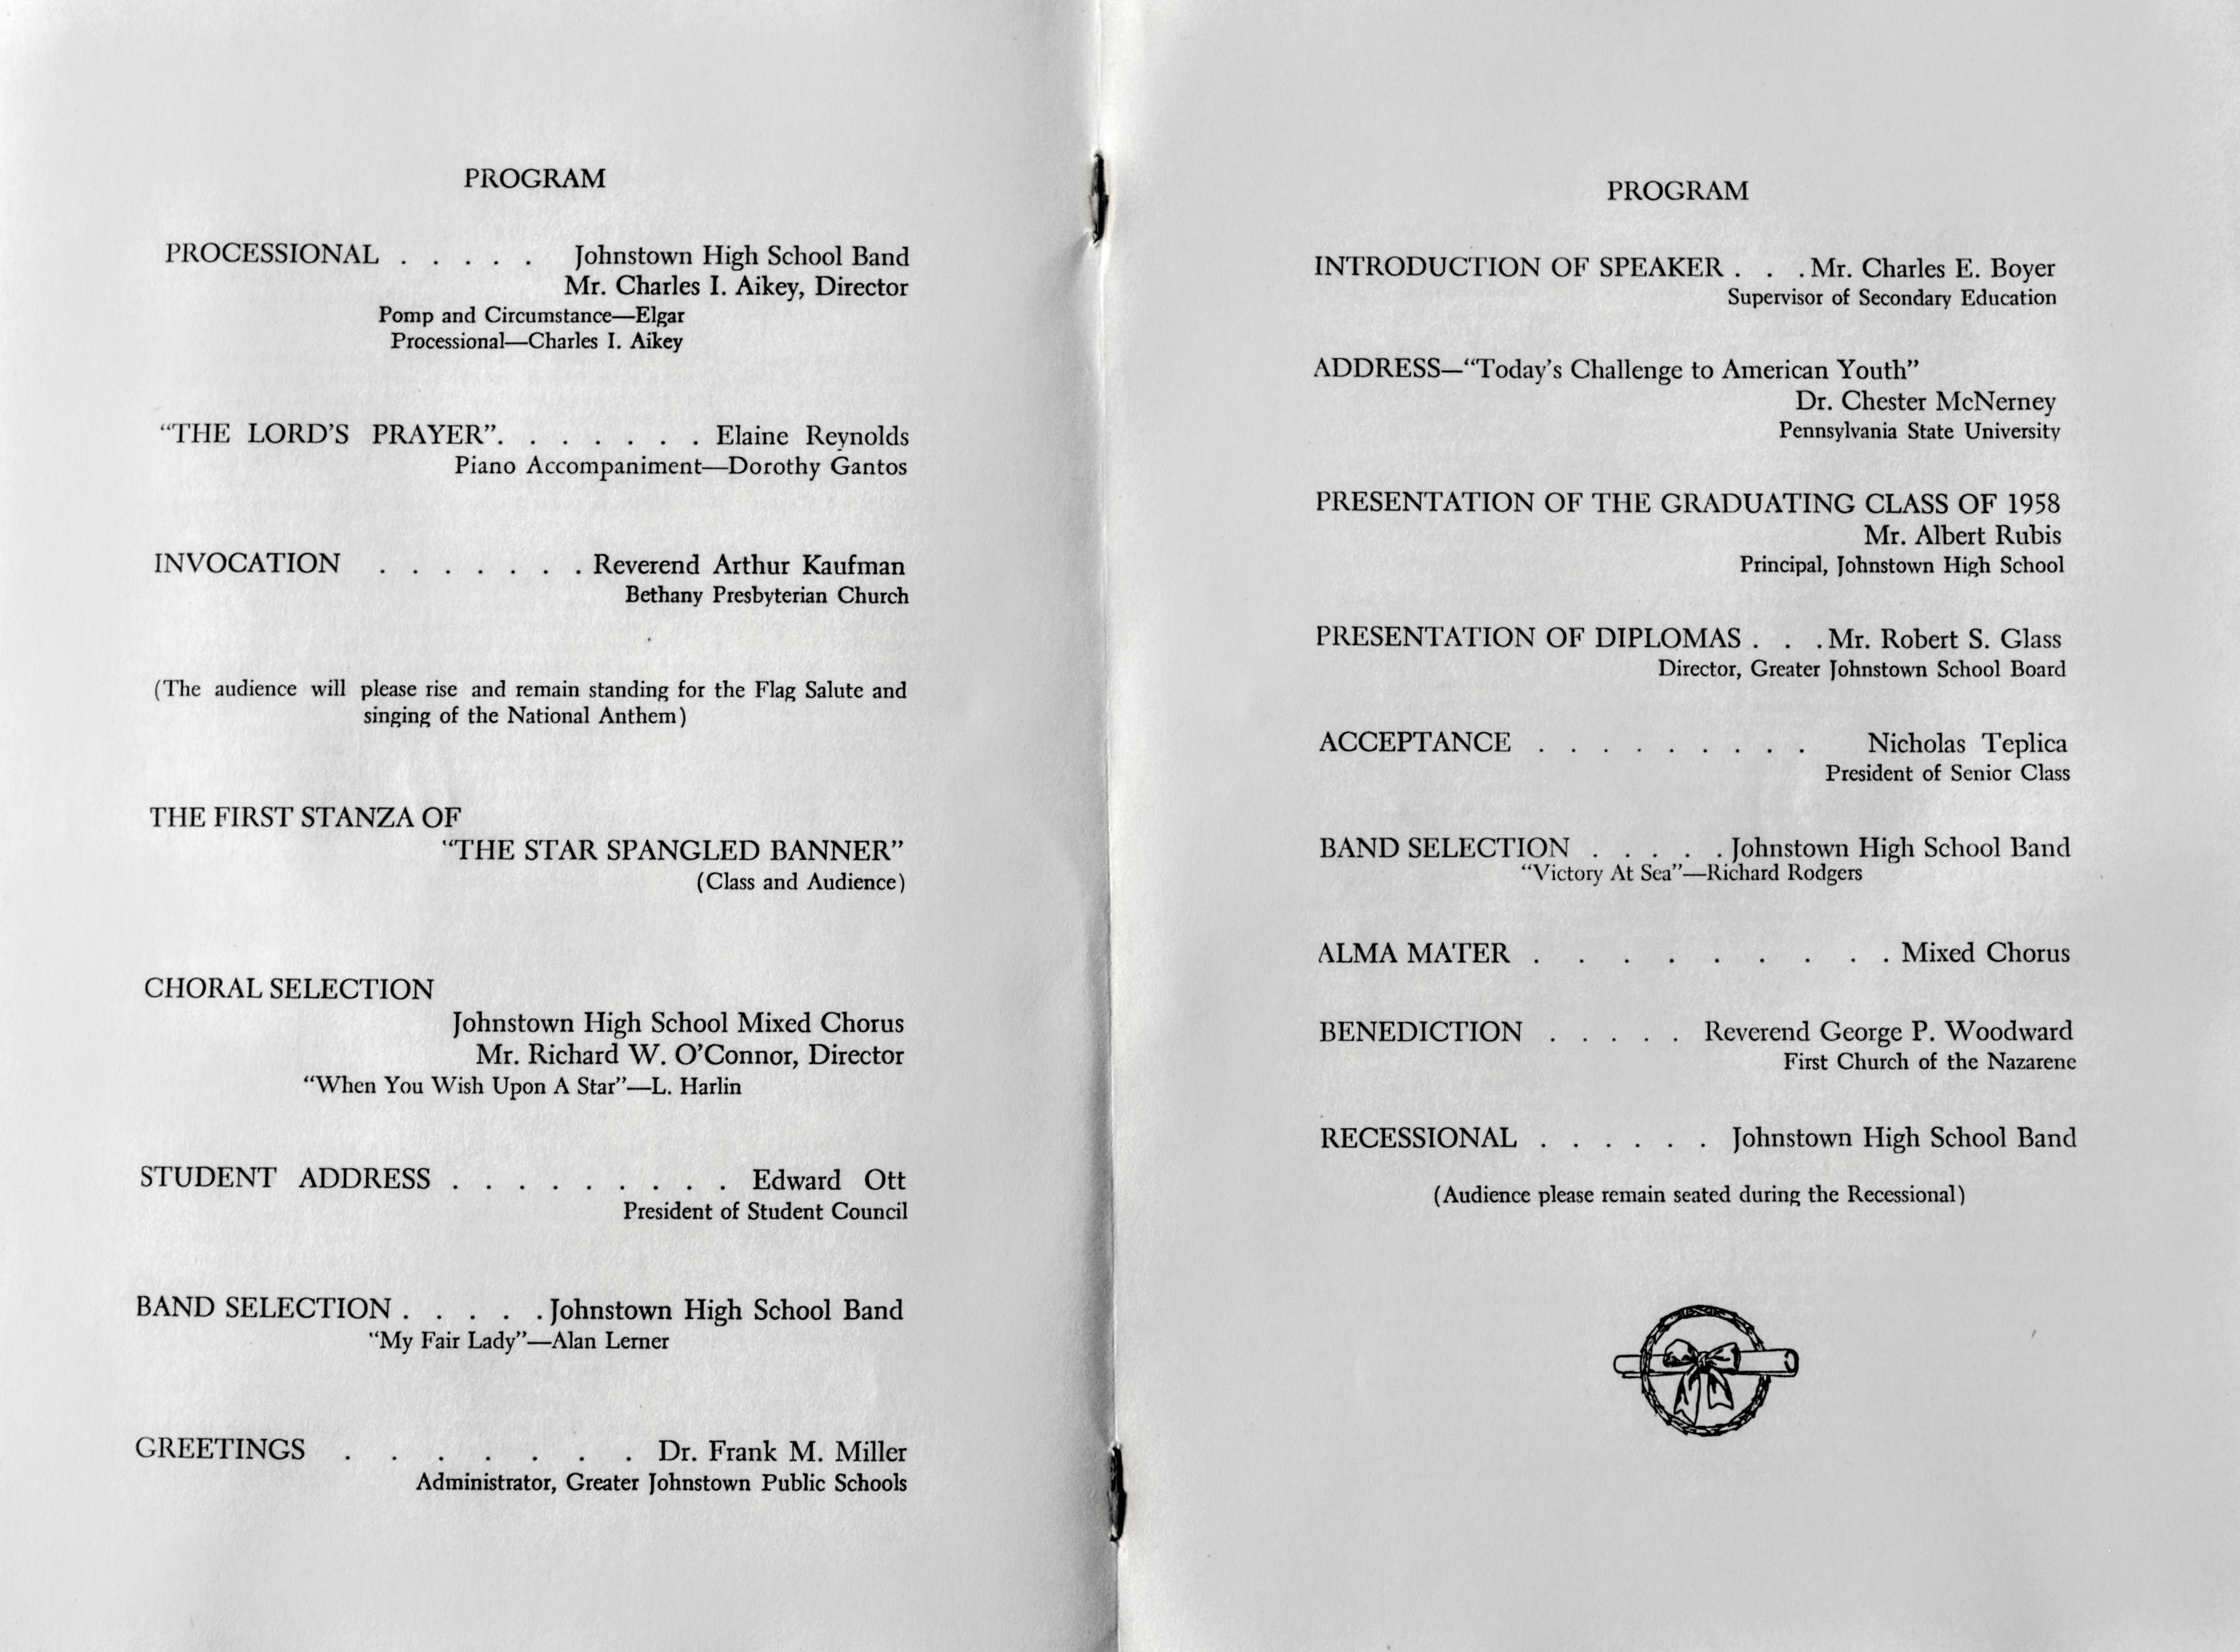 PROGRAM
PROCESSIONAL . . . . . Johnstown High School Band
Mr. Charles I. Aikey, Director
Pomp and Circumstance—Elgar
Processional—Charles I. Aikey
“THE LORD’S PRAYER”. . . . . . . Elaine Reynolds
Piano Accompaniment—Dorothy Gantos
INVOCATION . . . . . . . Reverend Arthur Kaufman
Bethany Presbyterian Church
(The audience will please rise and remain standing for the Flag Salute and
singing of the National Anthem)
THE FIRST STANZA OF
“THE STAR SPANGLED BANNER”
(Class and Audience)
CHORAL SELECTION
Johnstown High School Mixed Chorus
Mr. Richard W. O’Connor, Director
“When You Wish Upon A Star”—L. Harlin
STUDENT ADDRESS . . . . . . . . . Edward Ott
President of Student Council
BAND SELECTION . . . . . Johnstown High School Band
“My Fair Lady”—Alan Lerner
GREETINGS . . . . . . . Dr. Frank M. Miller
Administrator, Greater Johnstown Public Schools
PROGRAM
INTRODUCTION OF SPEAKER . . . Mr. Charles E. Boyer
Supervisor of Secondary Education
ADDRESS—“Today’s Challenge to American Youth”
Dr. Chester McNerney
Pennsylvania State University
PRESENTATION OF THE GRADUATING CLASS OF 1958
Mr. Albert Rubis
Principal, Johnstown High School
PRESENTATION OF DIPLOMAS . . . Mr. Robert S. Glass
Director, Greater Johnstown School Board
ACCEPTANCE . . . . . . . . . Nicholas Teplica
President of Senior Class
BAND SELECTION . . . . . Johnstown High School Band
“Victory At Sea”—Richard Rodgers
ALMA MATER . . . . . . . . . Mixed Chorus
BENEDICTION . . . . . Reverend George P. Woodward
First Church of the Nazarene
RECESSIONAL . . . . . . Johnstown High School Band
(Audience please remain seated during the Recessional)